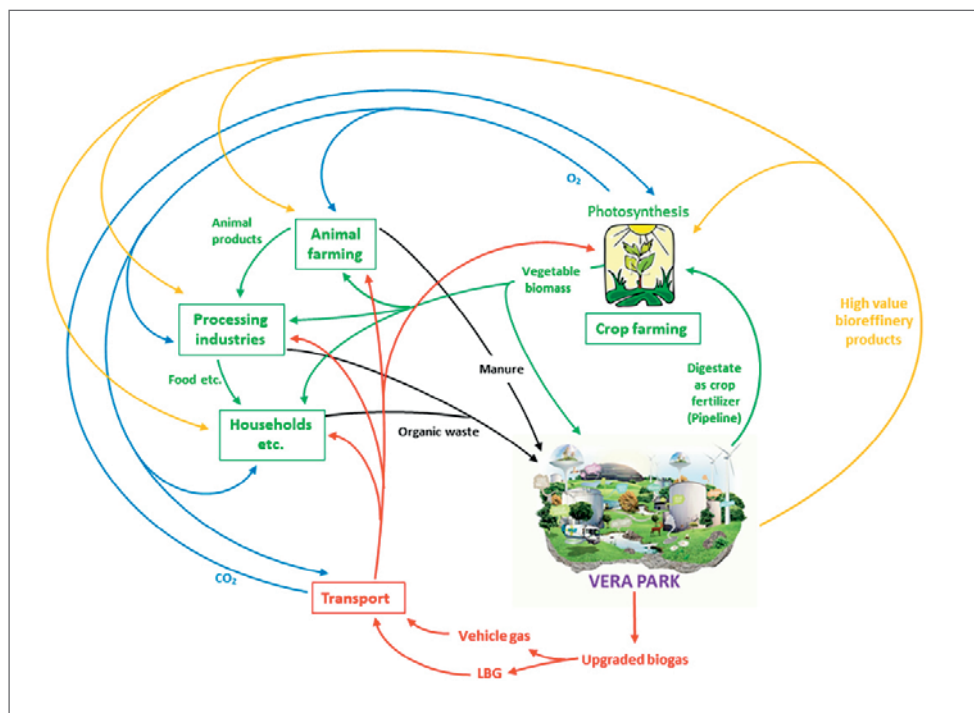 O₂
Photosynthesis
Animal
products
Animal
farming
Vegetable
biomass
High value
bioreffinery
products
Processing
industries
Crop farming
Manure
Digestate
as crop
fertilizer
(Pipeline)
Food etc.
Households
etc.
Organic waste
CO₂
VERA PARK
Transport
Vehicle gas
Upgraded biogas
LBG